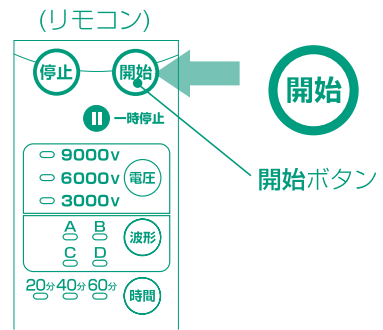 (リモコン)
停止
開始
開始
一時停止
9000V
6000V
電圧
3000V
開始ボタン
A B
波形
C D
20分 40分 60分
時間